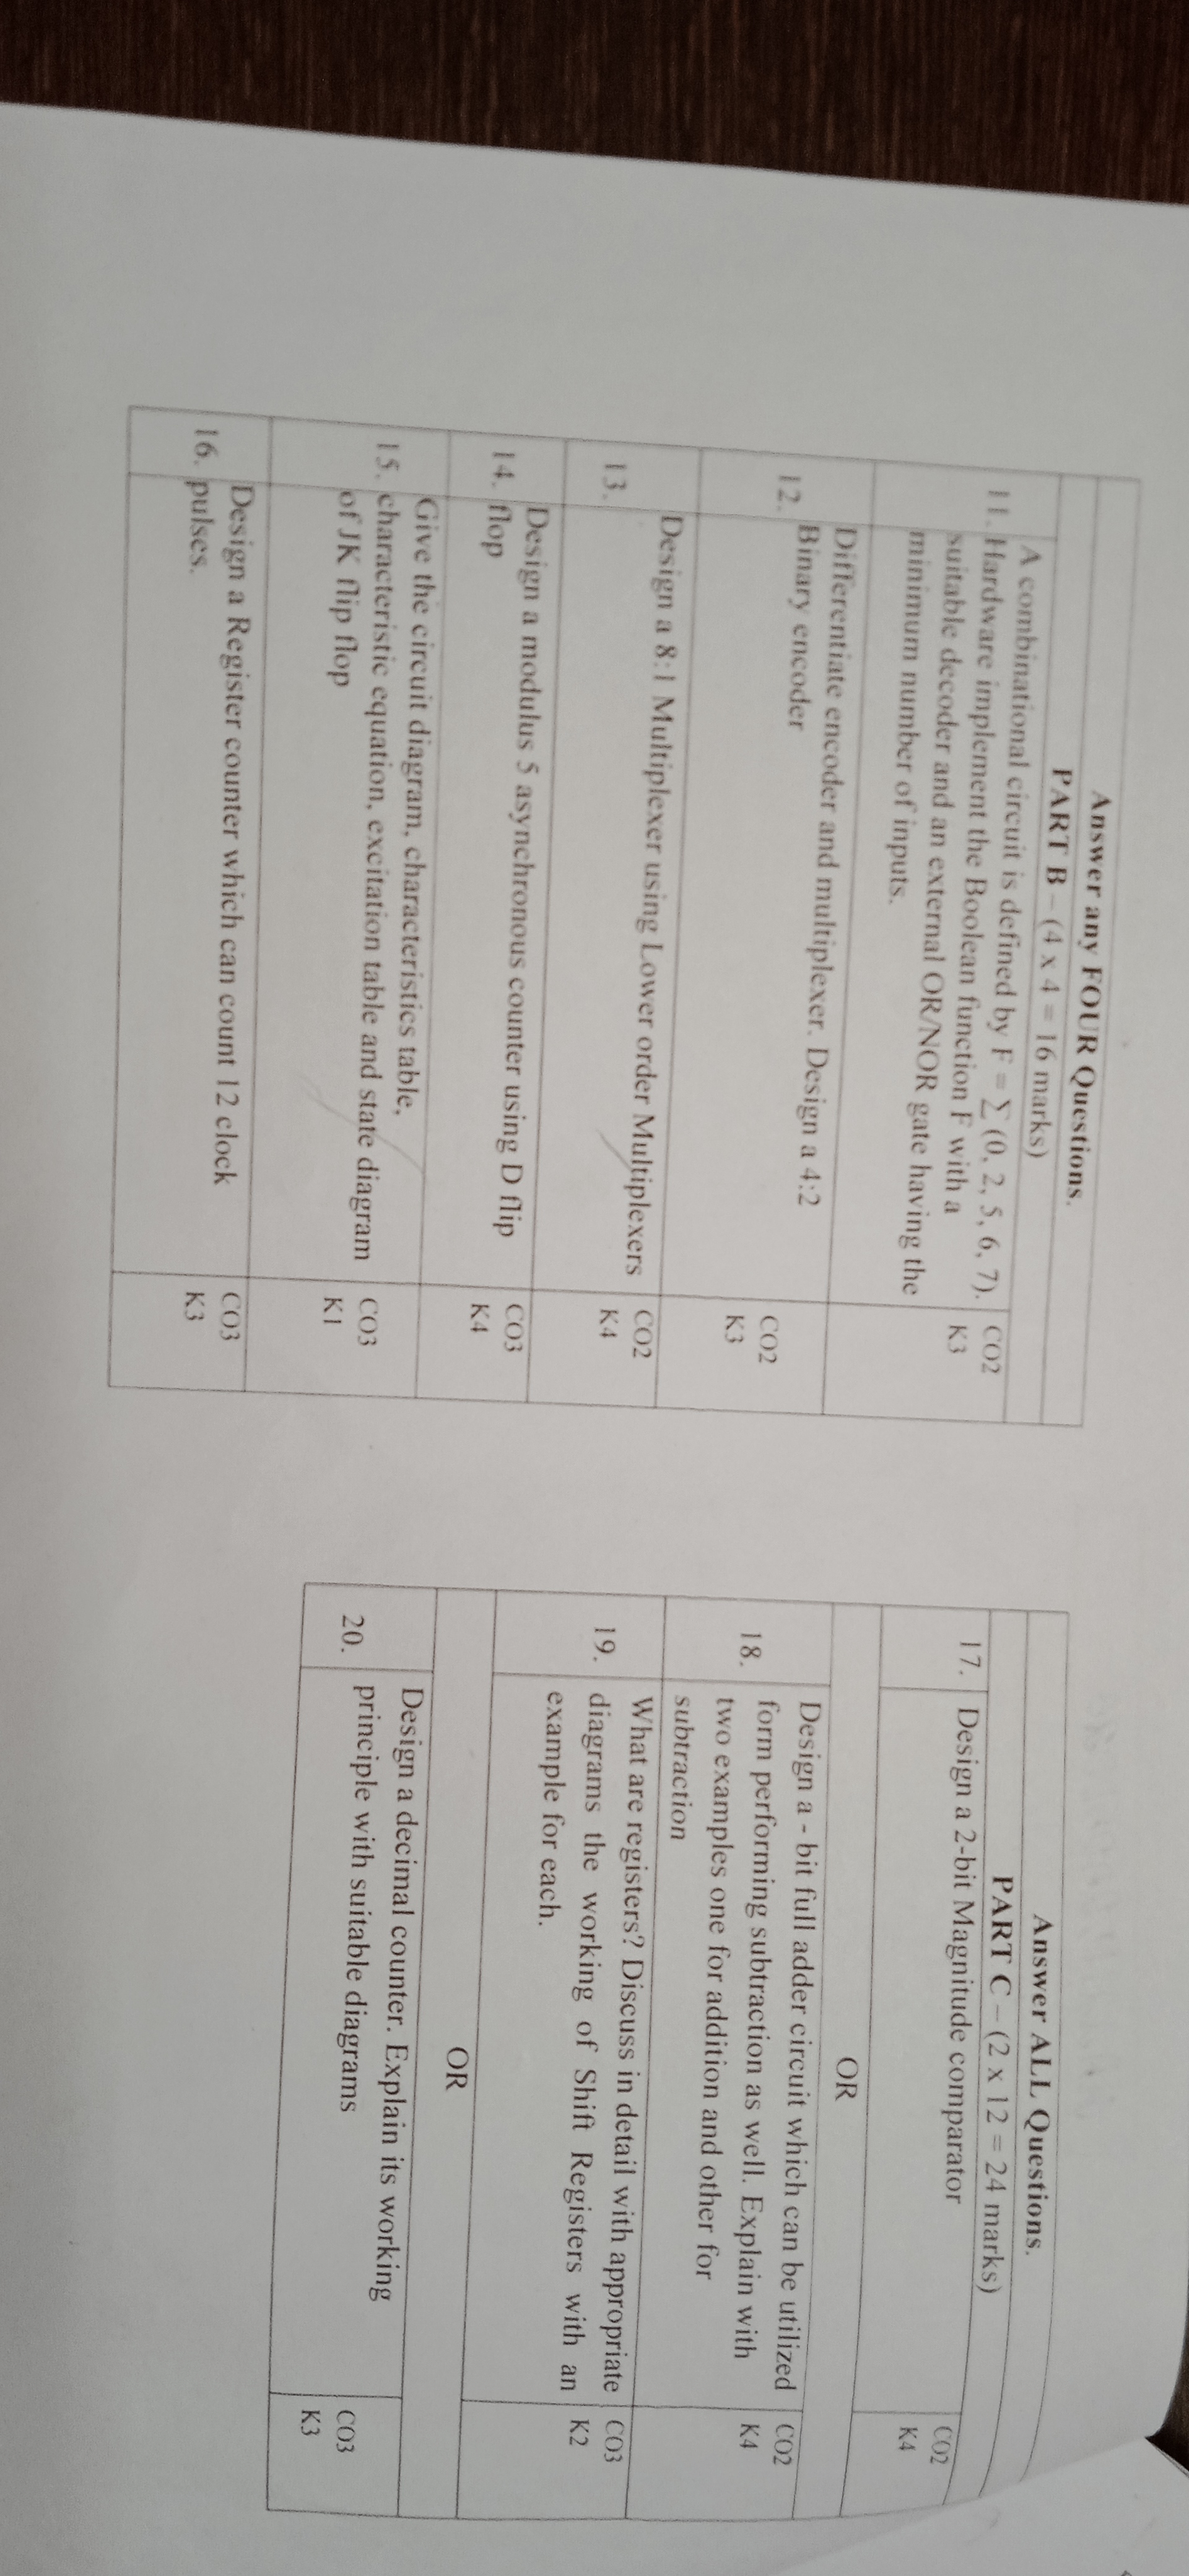 Answer any FOUR Questions.
PART B – (4 x 4 = 16 marks)
A combinational circuit is defined by F = ∑ (0, 2, 5, 6, 7).
11. Hardware implement the Boolean function F with a
suitable decoder and an external OR/NOR gate having the
minimum number of inputs.
CO2
K3
Differentiate encoder and multiplexer. Design a 4:2
12. Binary encoder
CO2
K3
Design a 8:1 Multiplexer using Lower order Multiplexers
13.
CO2
K4
Design a modulus 5 asynchronous counter using D flip
14. flop
CO3
K4
Give the circuit diagram, characteristics table,
15. characteristic equation, excitation table and state diagram
of JK flip flop
CO3
K1
Design a Register counter which can count 12 clock
16. pulses.
CO3
K3
Answer ALL Questions.
PART C – (2 x 12 = 24 marks)
17. Design a 2-bit Magnitude comparator
CO2
K4
OR
Design a - bit full adder circuit which can be utilized
form performing subtraction as well. Explain with
18. two examples one for addition and other for
subtraction
CO2
K4
What are registers? Discuss in detail with appropriate
19. diagrams the working of Shift Registers with an
example for each.
CO3
K2
OR
Design a decimal counter. Explain its working
20. principle with suitable diagrams
CO3
K3